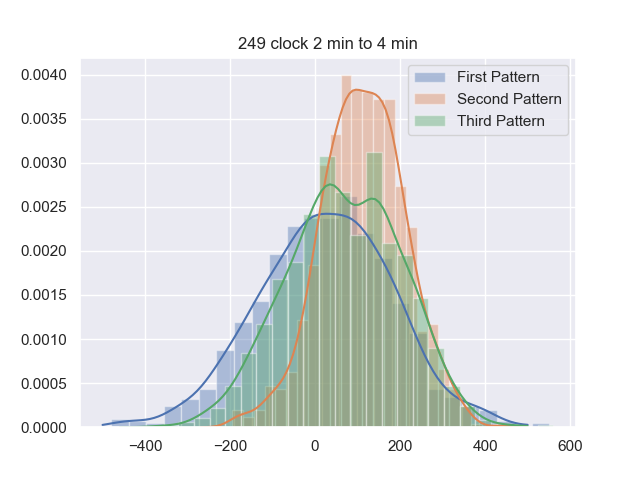 249 clock 2 min to 4 min
First Pattern
Second Pattern
Third Pattern
0.0040
0.0035
0.0030
0.0025
0.0020
0.0015
0.0010
0.0005
0.0000
−400 −200 0 200 400 600